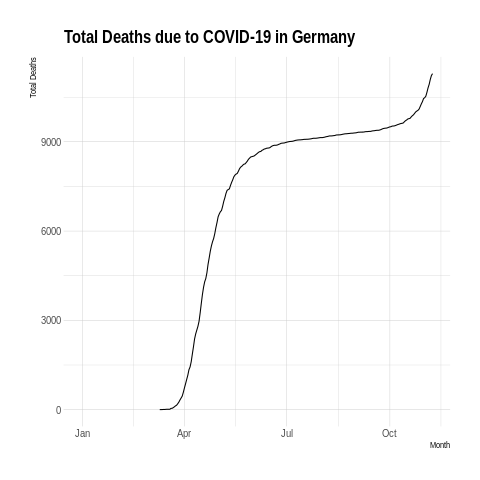 Total Deaths due to COVID-19 in Germany
Total Deaths
9000
6000
3000
0
Jan Apr Jul Oct
Month